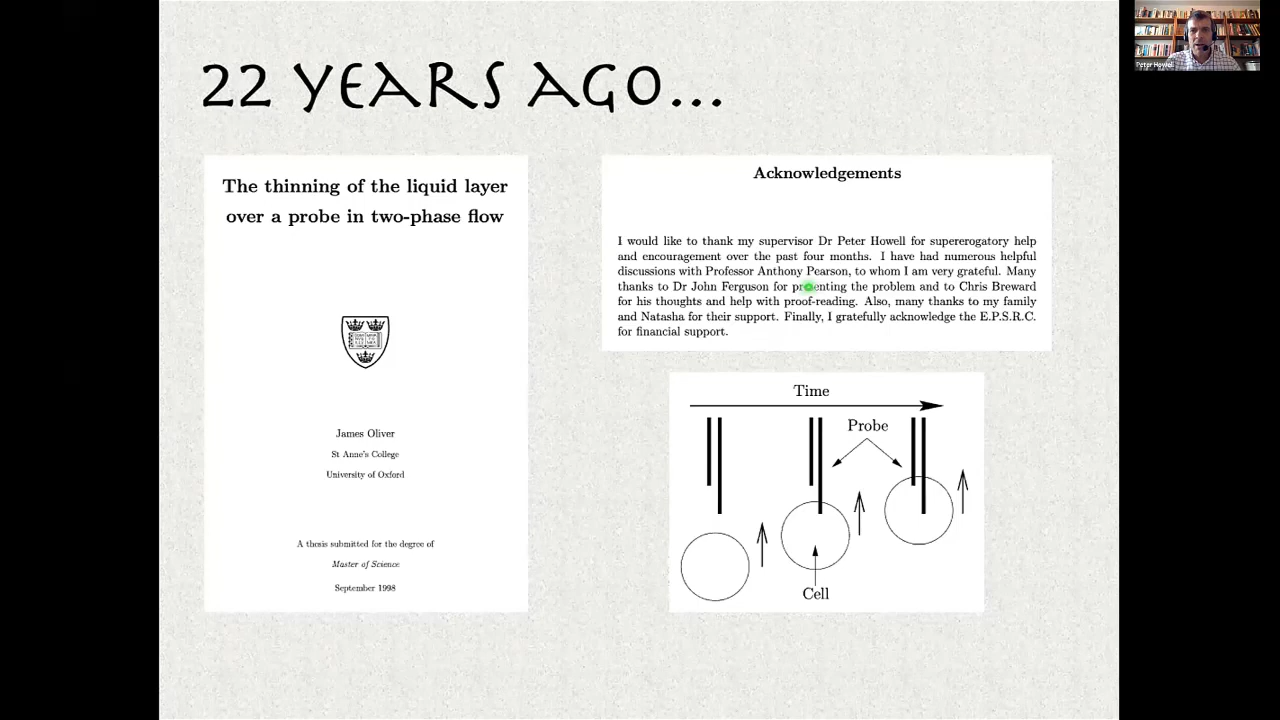 22 YEARS AGO...
The thinning of the liquid layer
over a probe in two-phase flow
James Oliver
St Anne's College
University of Oxford
A thesis submitted for the degree of
Master of Science
September 1998
Acknowledgements
I would like to thank my supervisor Dr Peter Howell for supererogatory help
and encouragement over the past four months. I have had numerous helpful
discussions with Professor Anthony Pearson, to whom I am very grateful. Many
thanks to Dr John Ferguson for presenting the problem and to Chris Breward
for his thoughts and help with proof-reading. Also, many thanks to my family
and Natasha for their support. Finally, I gratefully acknowledge the E.P.S.R.C.
for financial support.
Time
Probe
Cell
Peter Howell